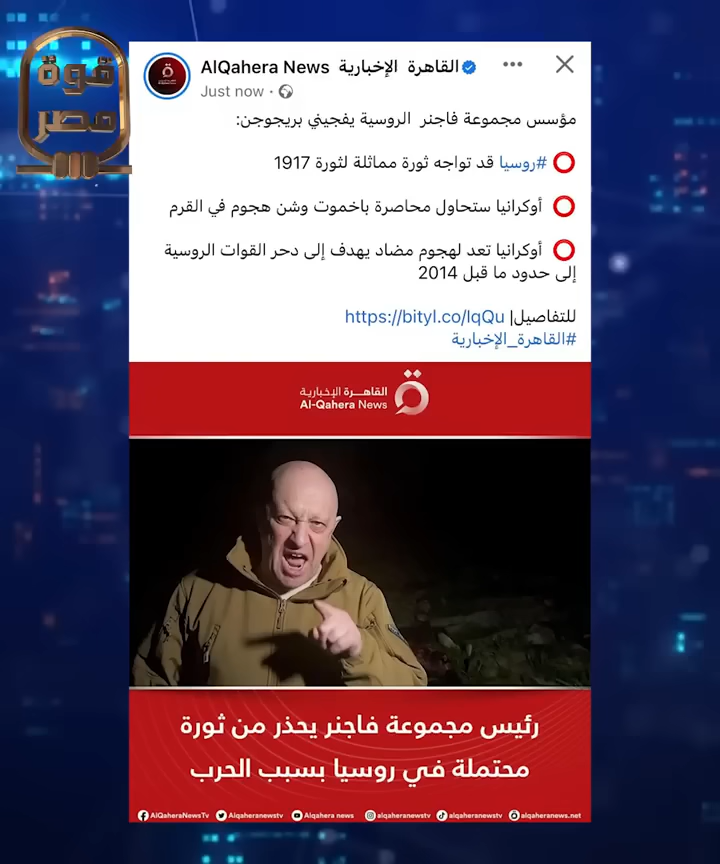 قوة
مصر
AlQahera News القاهرة الإخبارية
Just now ·
مؤسس مجموعة فاجنر الروسية يفجيني بريجوجن:
#روسيا قد تواجه ثورة مماثلة لثورة 1917
أوكرانيا ستحاول محاصرة باخموت وشن هجوم في القرم
أوكرانيا تعد لهجوم مضاد يهدف إلى دحر القوات الروسية
إلى حدود ما قبل 2014
للتفاصيل| https://bityl.co/IqQu
#القاهرة_الإخبارية
القاهرة الإخبارية
Al-Qahera News
رئيس مجموعة فاجنر يحذر من ثورة
محتملة في روسيا بسبب الحرب
AlQaheraNewsTv Alqaheranewstv Alqahera news alqaheranewstv alqaheranewstv alqaheranews.net